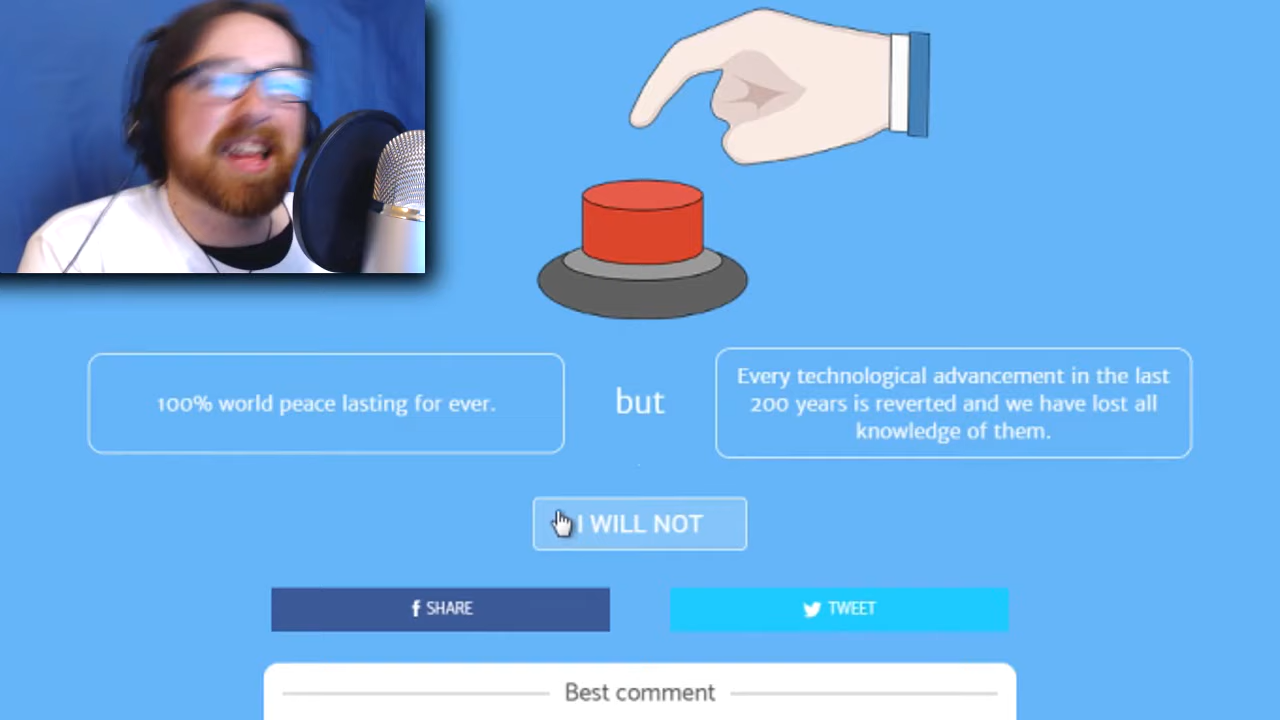 100% world peace lasting for ever.
but
Every technological advancement in the last
200 years is reverted and we have lost all
knowledge of them.
I WILL NOT
f SHARE
TWEET
Best comment